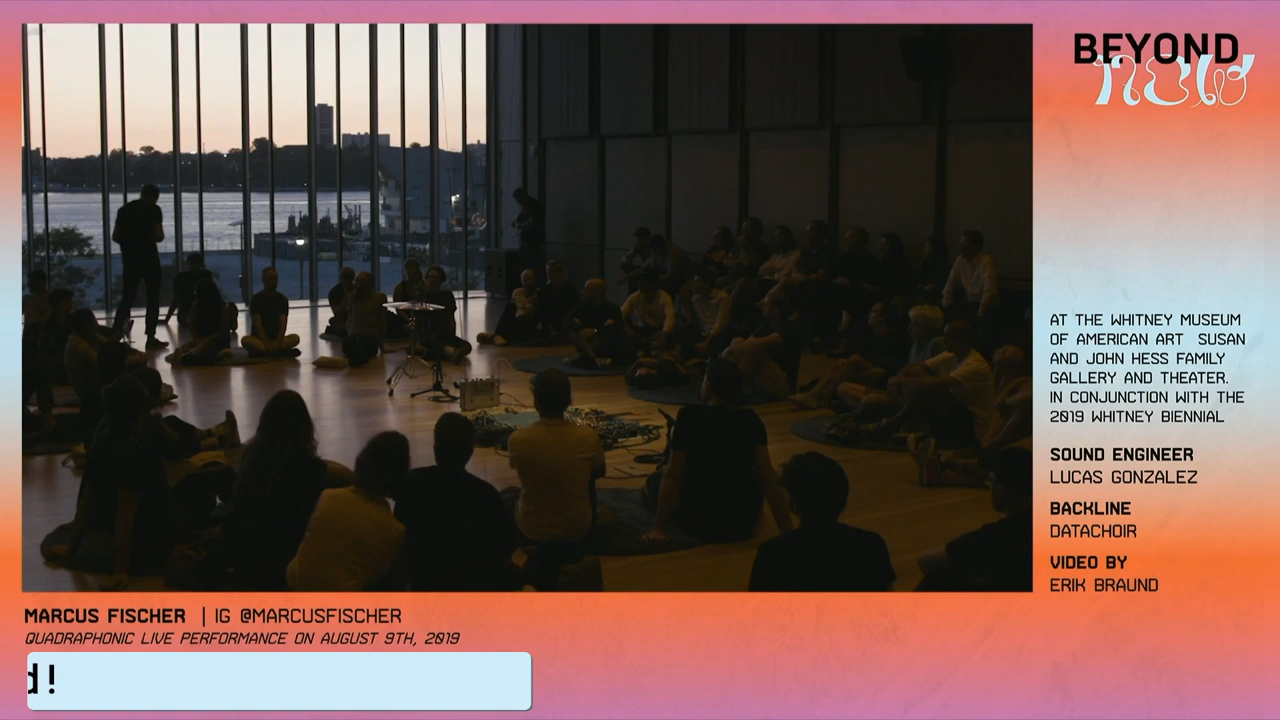 BEYOND
now
AT THE WHITNEY MUSEUM
OF AMERICAN ART  SUSAN
AND JOHN HESS FAMILY
GALLERY AND THEATER.
IN CONJUNCTION WITH THE
2019 WHITNEY BIENNIAL
SOUND ENGINEER
LUCAS GONZALEZ
BACKLINE
DATACHOIR
VIDEO BY
ERIK BRAUND
MARCUS FISCHER | IG @MARCUSFISCHER
QUADRAPHONIC LIVE PERFORMANCE ON AUGUST 9TH, 2019
d!